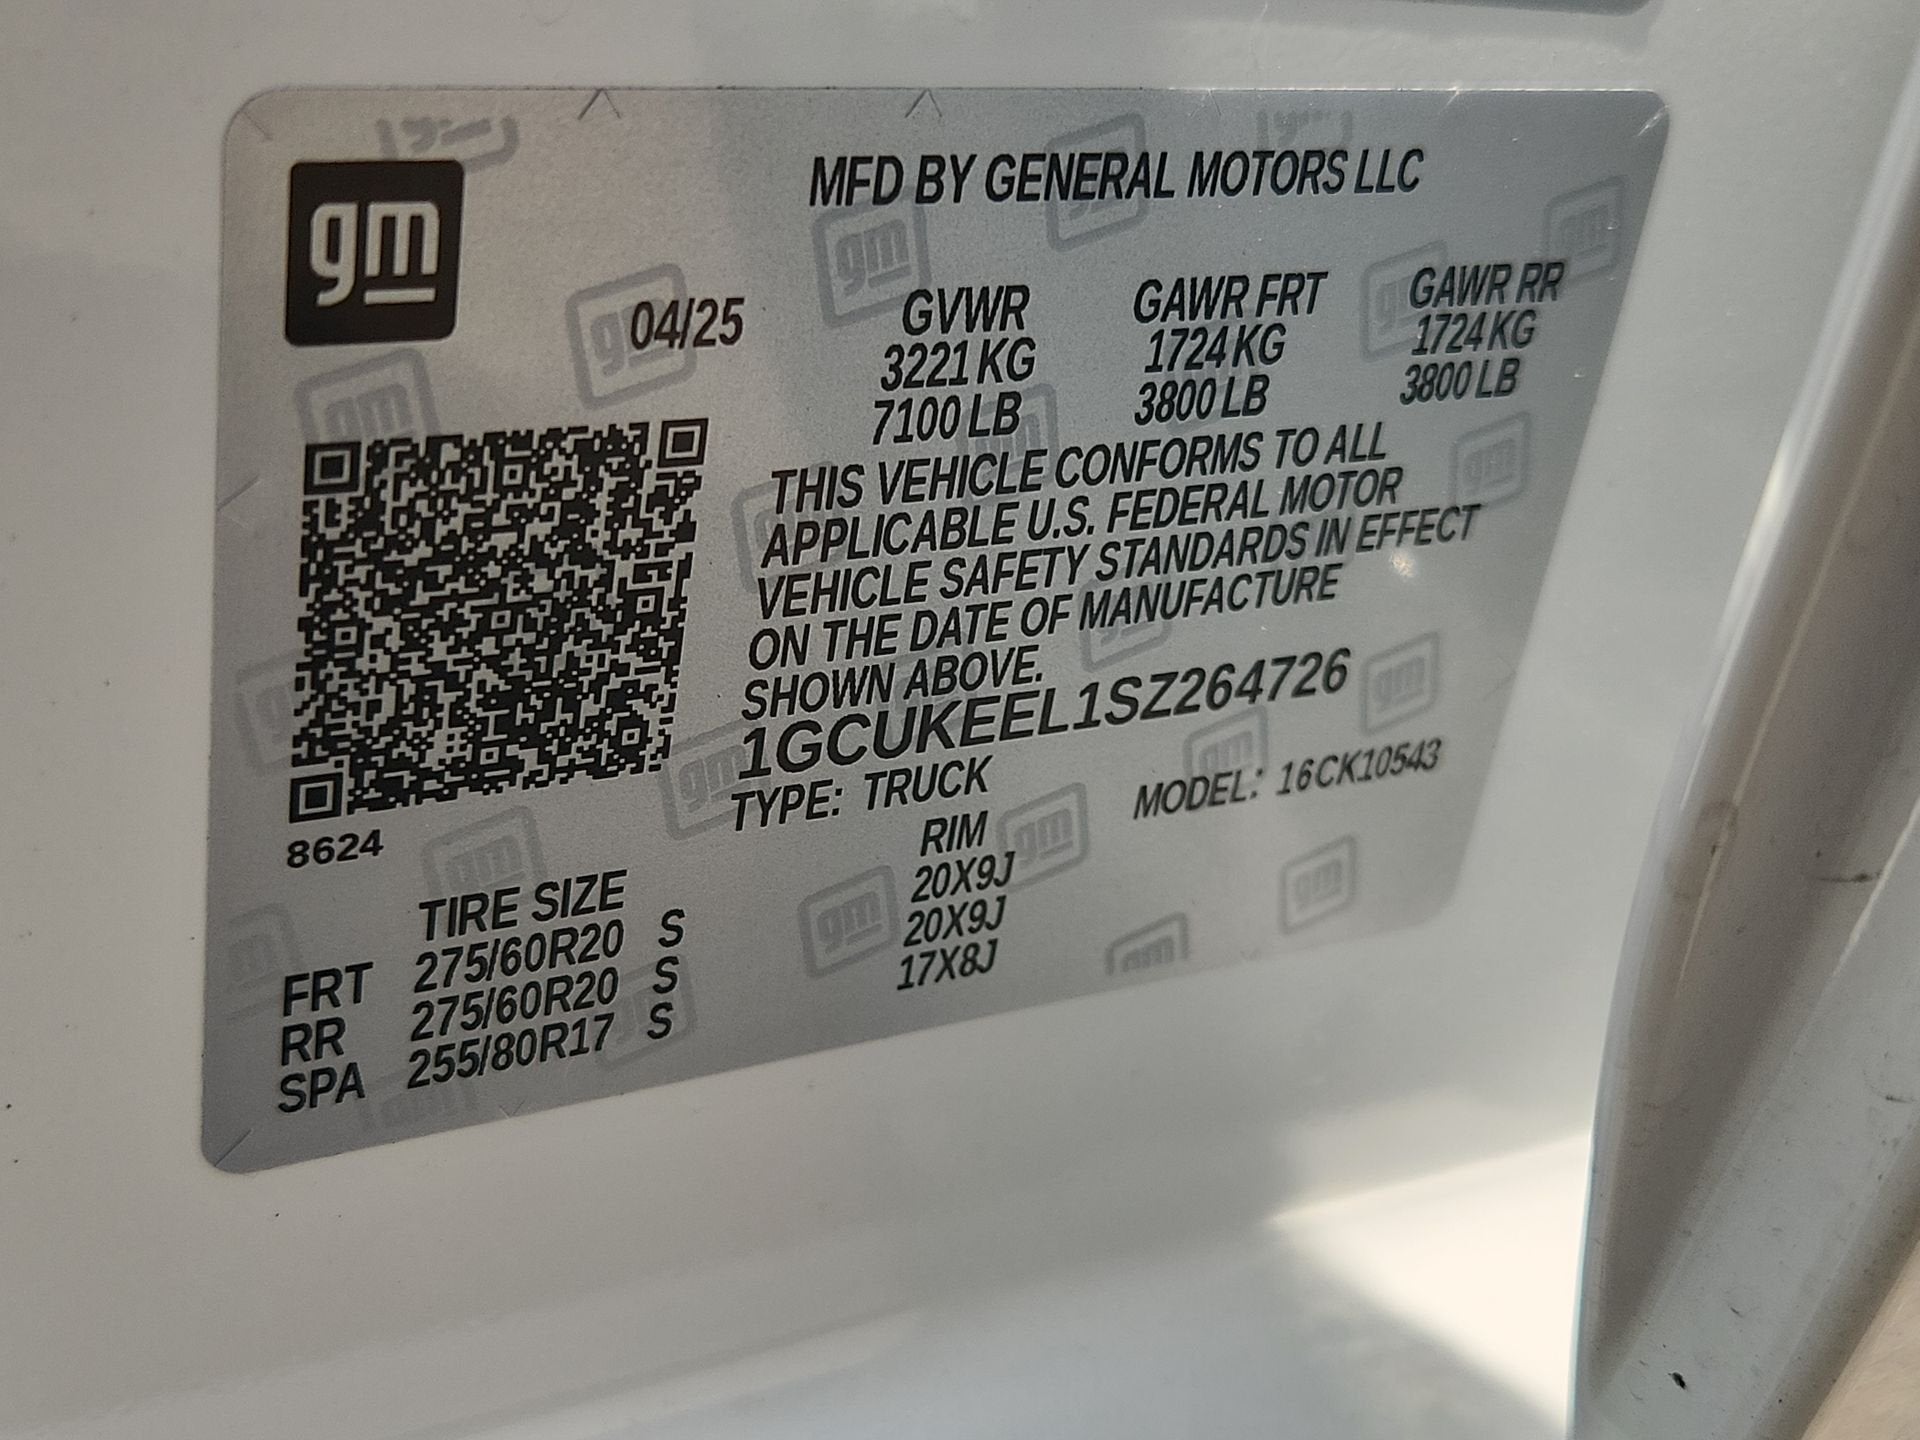 gm
MFD BY GENERAL MOTORS LLC
04/25
GVWR GAWR FRT GAWR RR
3221 KG 1724 KG 1724 KG
7100 LB 3800 LB 3800 LB
THIS VEHICLE CONFORMS TO ALL
APPLICABLE U.S. FEDERAL MOTOR
VEHICLE SAFETY STANDARDS IN EFFECT
ON THE DATE OF MANUFACTURE
SHOWN ABOVE.
1GCUKEEL1SZ264726
TYPE: TRUCK MODEL: 16CK10543
8624
TIRE SIZE RIM
FRT 275/60R20 S 20X9J
RR 275/60R20 S 20X9J
SPA 255/80R17 S 17X8J